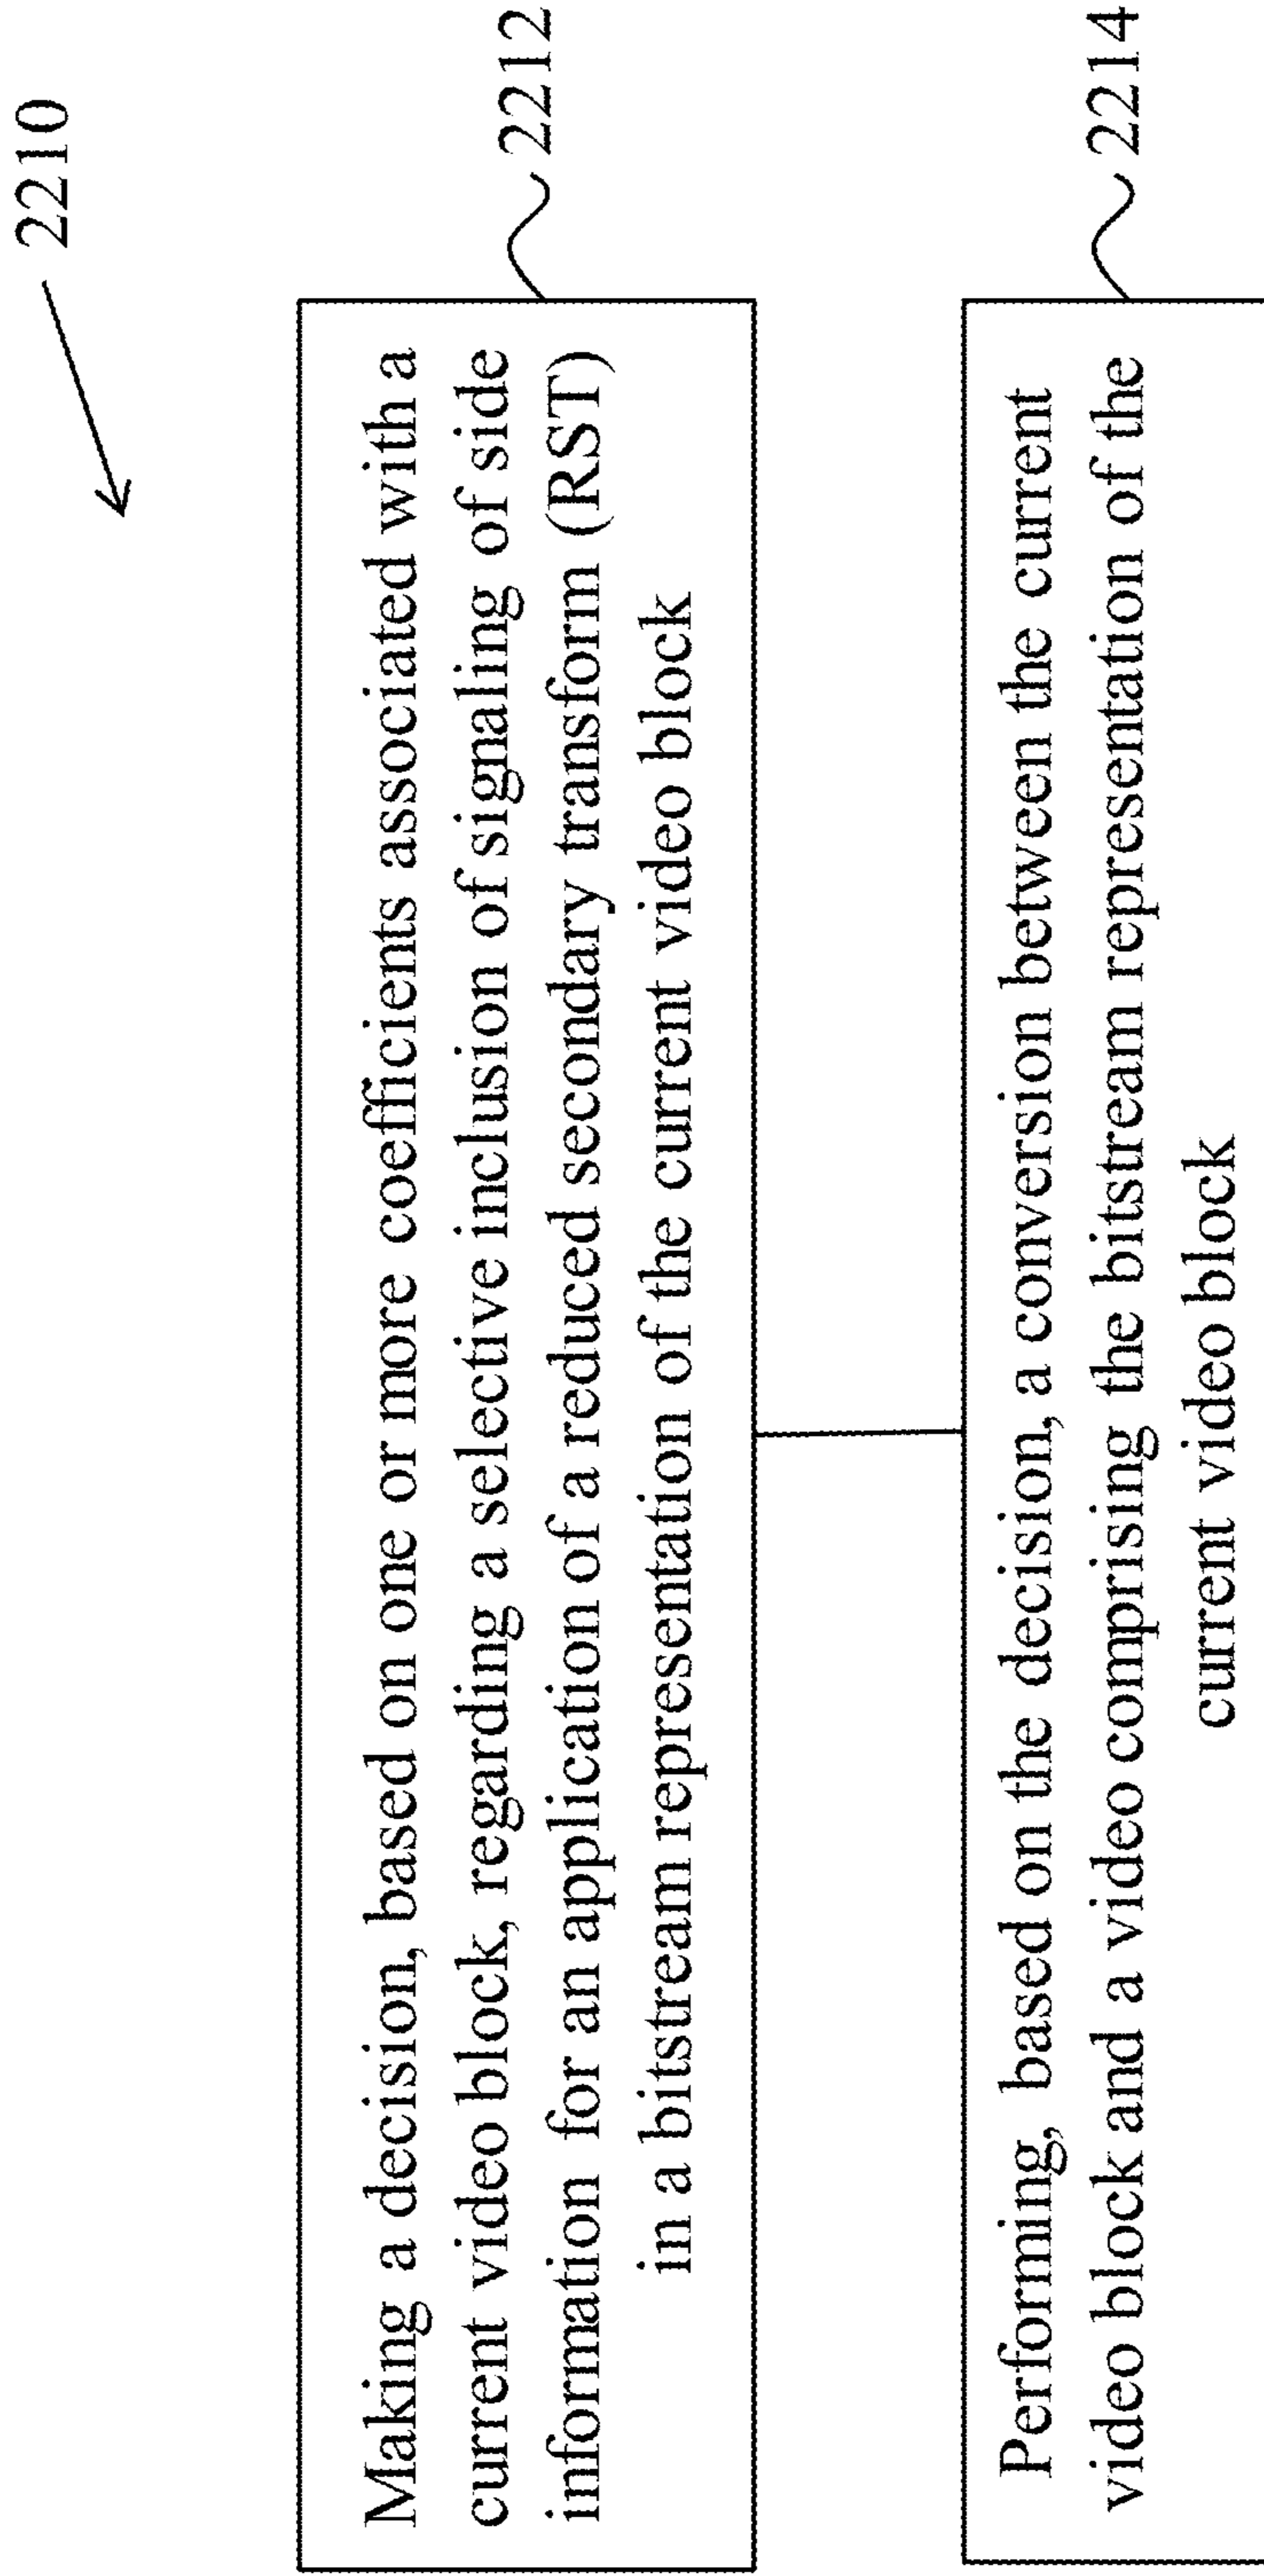 2210
Making a decision, based on one or more coefficients associated with a
current video block, regarding a selective inclusion of signaling of side
information for an application of a reduced secondary transform (RST)
in a bitstream representation of the current video block
2212
Performing, based on the decision, a conversion between the current
video block and a video comprising the bitstream representation of the
current video block
2214